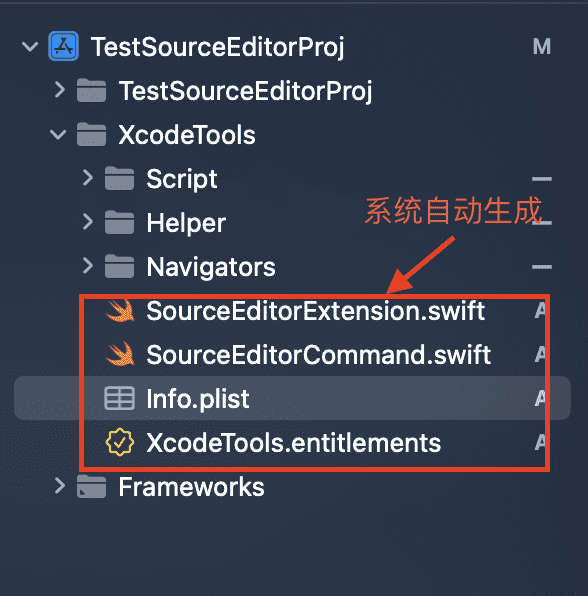 TestSourceEditorProj M
TestSourceEditorProj
XcodeTools
Script
Helper
系统自动生成
Navigators
SourceEditorExtension.swift A
SourceEditorCommand.swift A
Info.plist A
XcodeTools.entitlements A
Frameworks